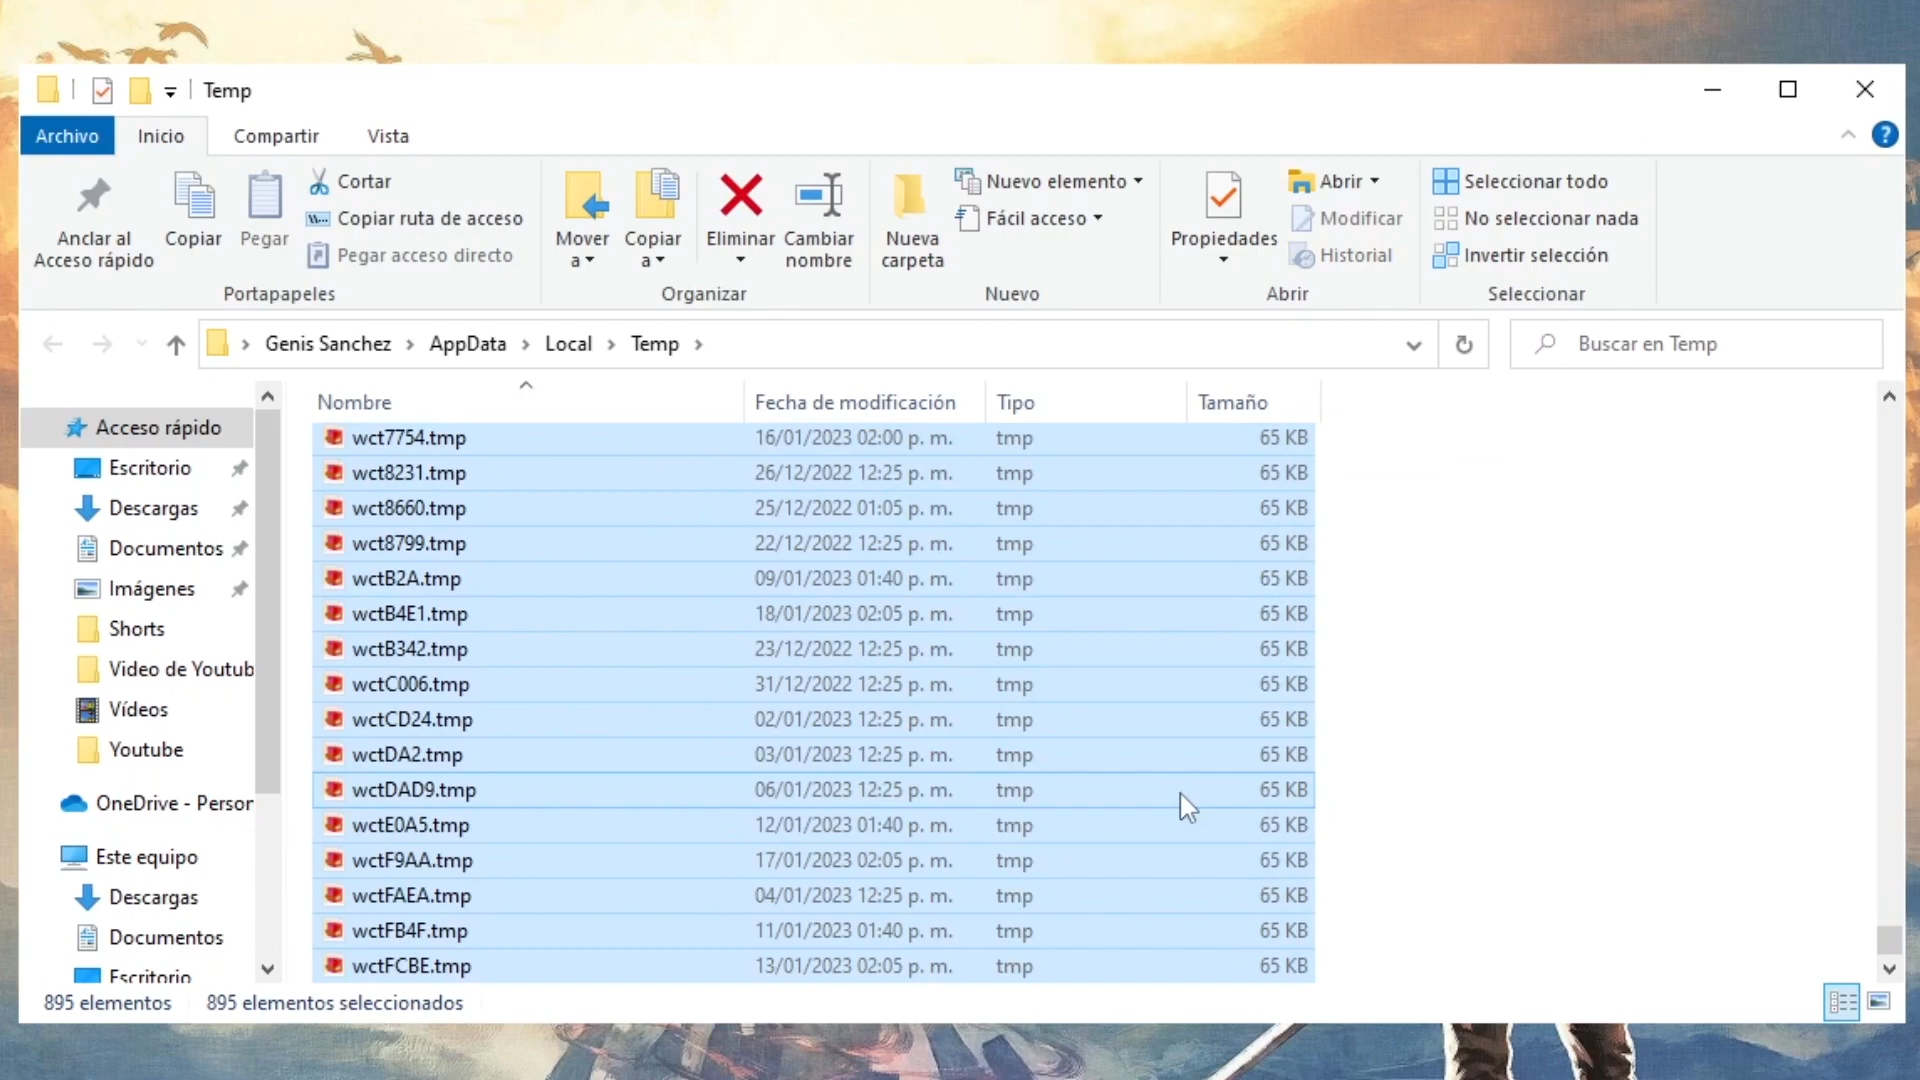 Temp
Archivo Inicio Compartir Vista
Anclar al Acceso rápido
Copiar
Pegar
Cortar
Copiar ruta de acceso
Pegar acceso directo
Portapapeles
Mover a
Copiar a
Eliminar
Cambiar nombre
Organizar
Nueva carpeta
Nuevo elemento
Fácil acceso
Nuevo
Propiedades
Abrir
Modificar
Historial
Abrir
Seleccionar todo
No seleccionar nada
Invertir selección
Seleccionar
Genis Sanchez > AppData > Local > Temp >
Buscar en Temp
Acceso rápido
Escritorio
Descargas
Documentos
Imágenes
Shorts
Video de Youtub
Vídeos
Youtube
OneDrive - Person
Este equipo
Descargas
Documentos
Escritorio
Nombre Fecha de modificación Tipo Tamaño
wct7754.tmp 16/01/2023 02:00 p. m. tmp 65 KB
wct8231.tmp 26/12/2022 12:25 p. m. tmp 65 KB
wct8660.tmp 25/12/2022 01:05 p. m. tmp 65 KB
wct8799.tmp 22/12/2022 12:25 p. m. tmp 65 KB
wctB2A.tmp 09/01/2023 01:40 p. m. tmp 65 KB
wctB4E1.tmp 18/01/2023 02:05 p. m. tmp 65 KB
wctB342.tmp 23/12/2022 12:25 p. m. tmp 65 KB
wctC006.tmp 31/12/2022 12:25 p. m. tmp 65 KB
wctCD24.tmp 02/01/2023 12:25 p. m. tmp 65 KB
wctDA2.tmp 03/01/2023 12:25 p. m. tmp 65 KB
wctDAD9.tmp 06/01/2023 12:25 p. m. tmp 65 KB
wctE0A5.tmp 12/01/2023 01:40 p. m. tmp 65 KB
wctF9AA.tmp 17/01/2023 02:05 p. m. tmp 65 KB
wctFAEA.tmp 04/01/2023 12:25 p. m. tmp 65 KB
wctFB4F.tmp 11/01/2023 01:40 p. m. tmp 65 KB
wctFCBE.tmp 13/01/2023 02:05 p. m. tmp 65 KB
895 elementos 895 elementos seleccionados